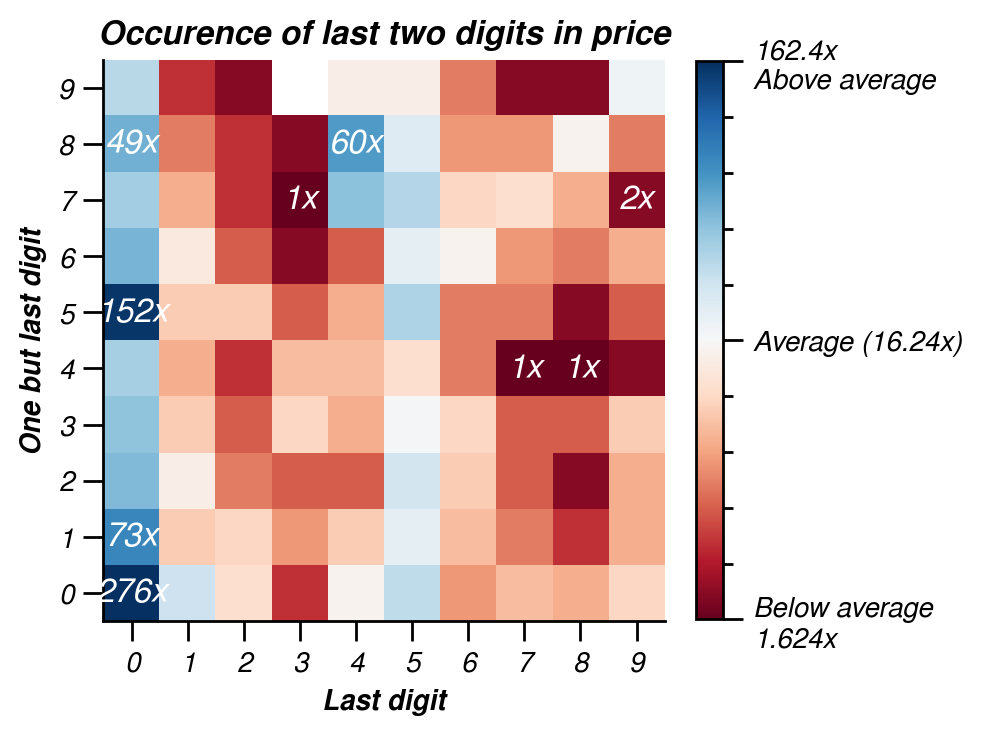 Occurence of last two digits in price
162.4x
Above average
9
8
7
6
5
4
3
2
1
0
One but last digit
49x
60x
1x
2x
152x
1x
1x
73x
276x
Average (16.24x)
Below average
1.624x
0 1 2 3 4 5 6 7 8 9
Last digit